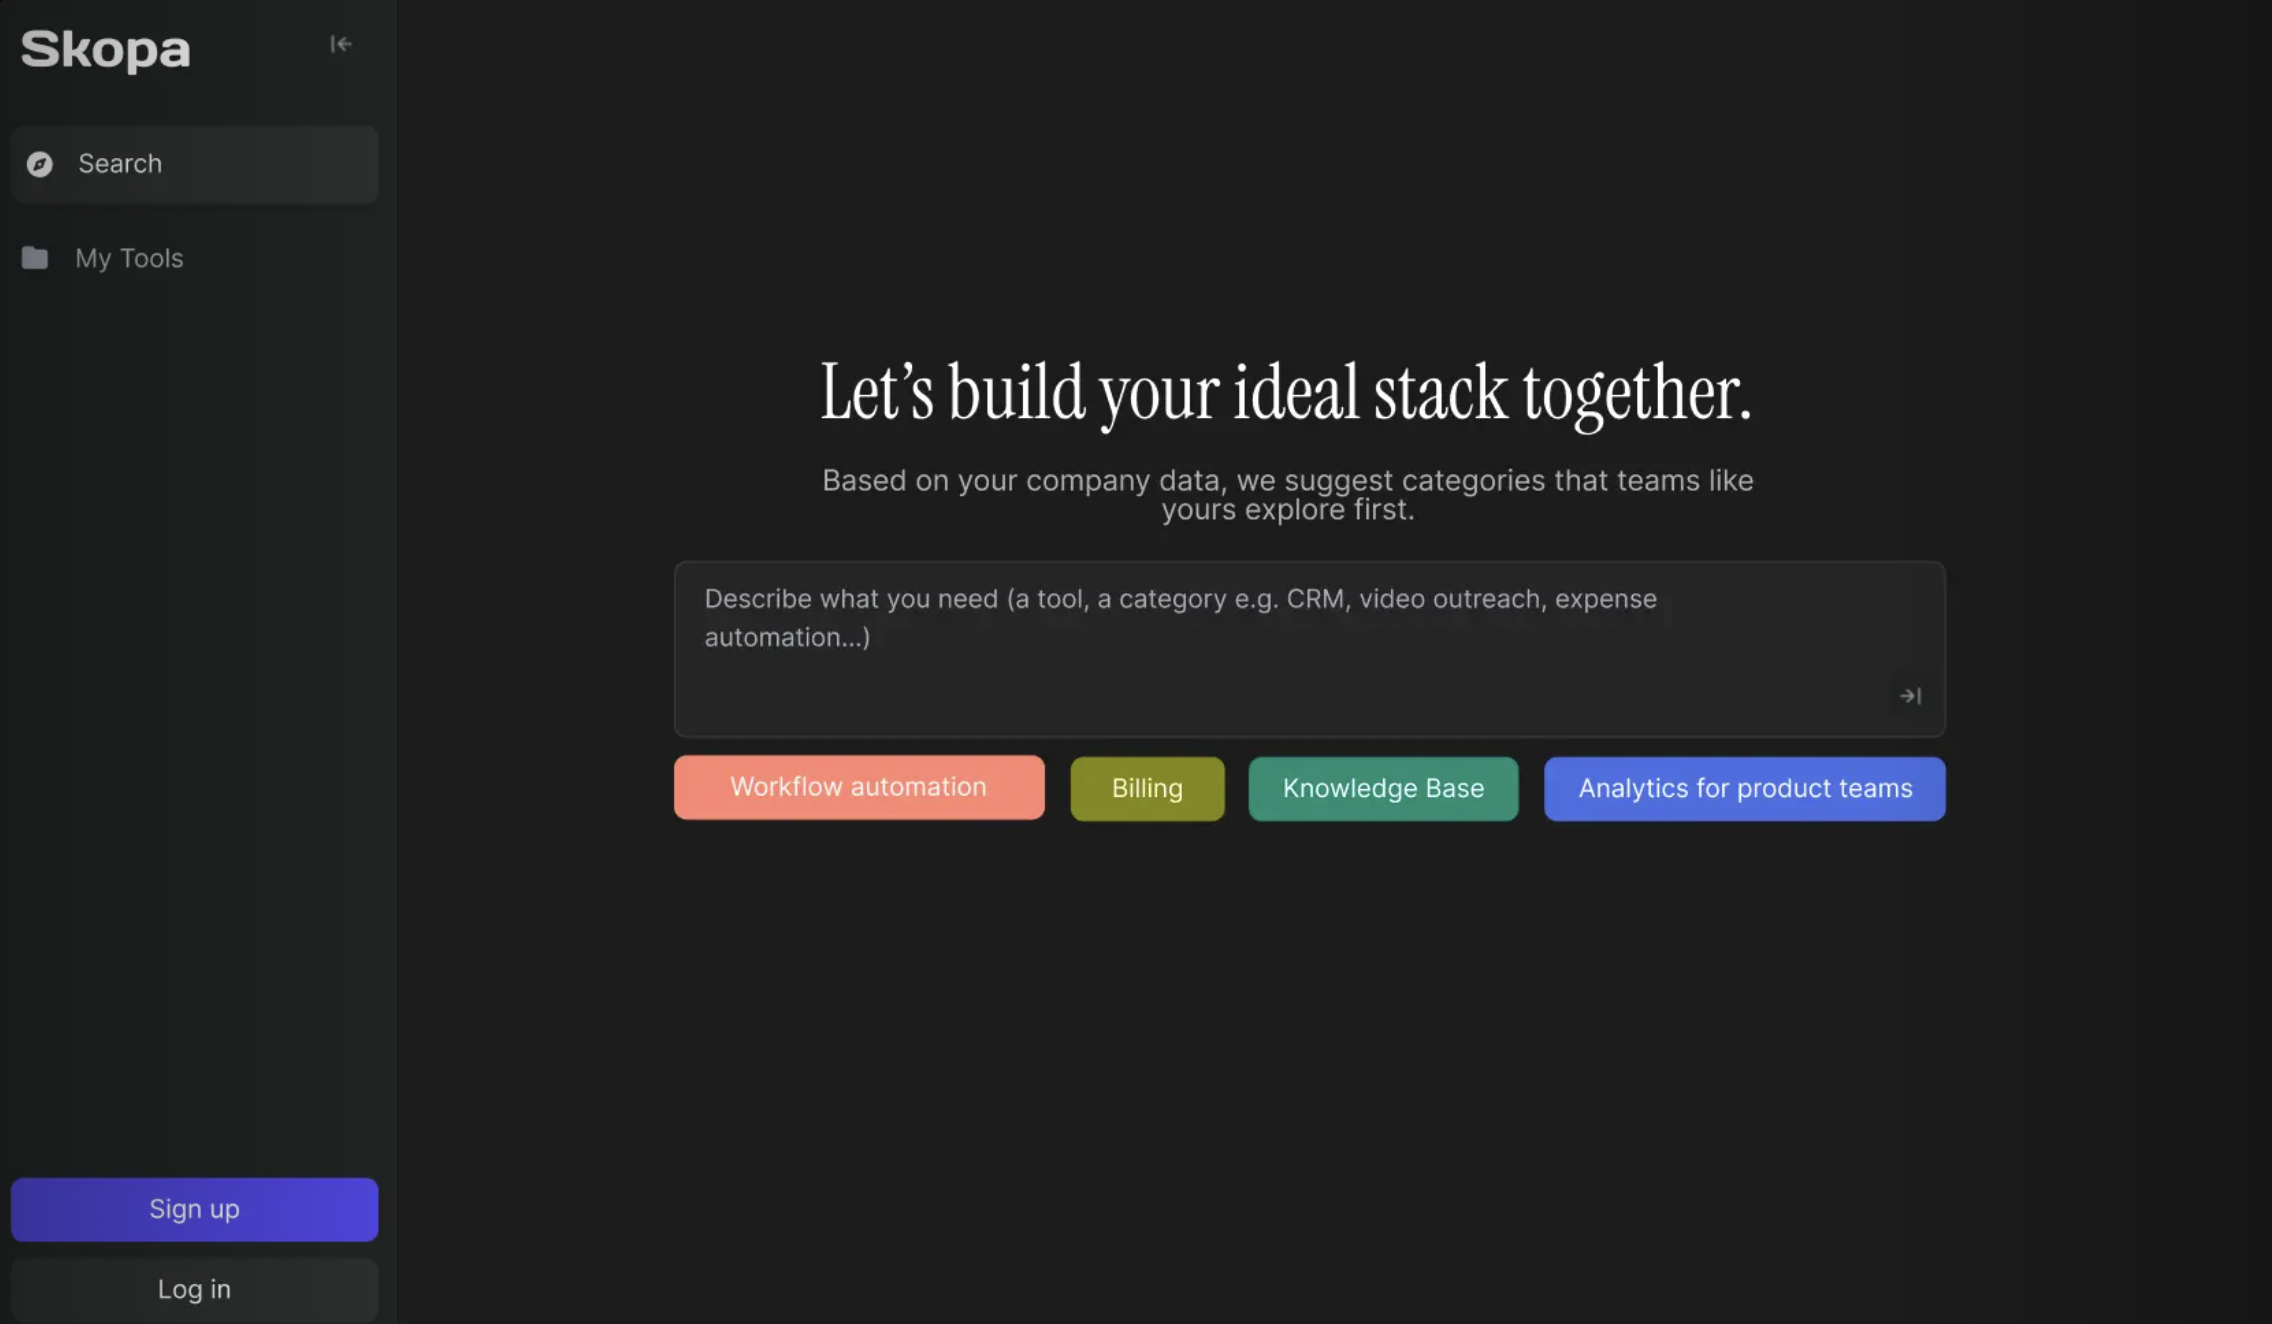 Skopa
Search
My Tools
Let’s build your ideal stack together.
Based on your company data, we suggest categories that teams like
yours explore first.
Describe what you need (a tool, a category e.g. CRM, video outreach, expense
automation...)
Workflow automation
Billing
Knowledge Base
Analytics for product teams
Sign up
Log in